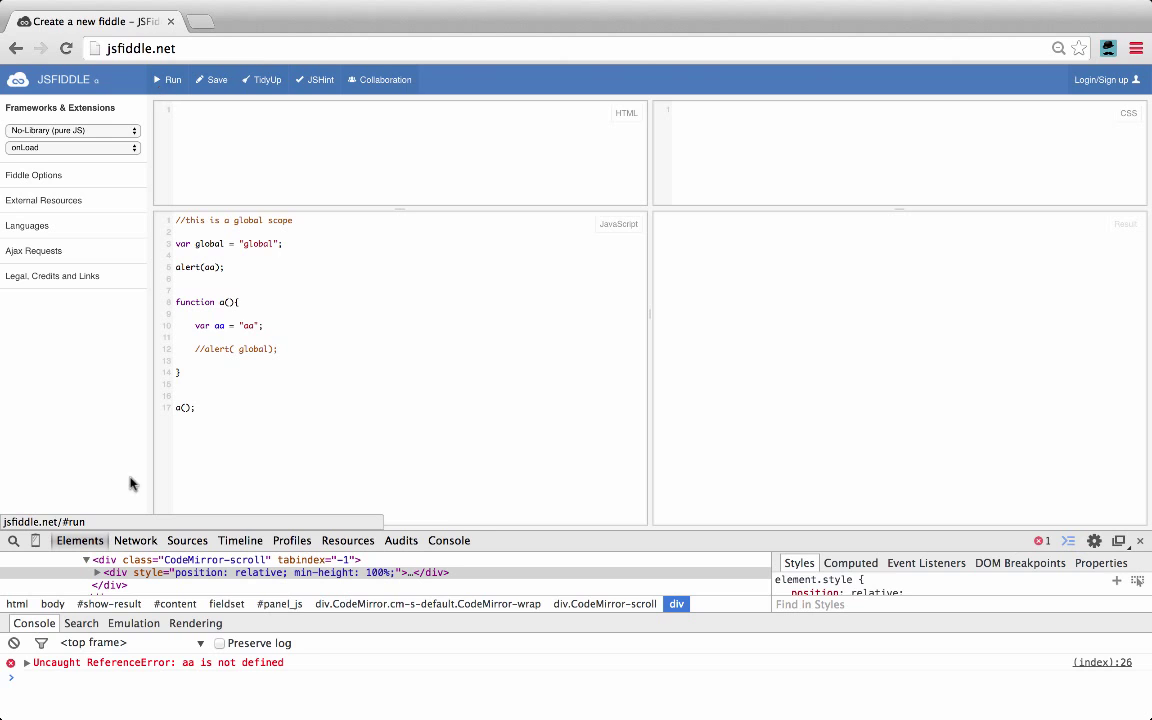 Create a new fiddle – JSFid
jsfiddle.net
JSFIDDLE α
Run
Save
TidyUp
JSHint
Collaboration
Login/Sign up
Frameworks & Extensions
No-Library (pure JS)
onLoad
Fiddle Options
External Resources
Languages
Ajax Requests
Legal, Credits and Links
1
HTML
1
CSS
JavaScript
Result
1 //this is a global scope
2
3 var global = "global";
4
5 alert(aa);
6
7
8 function a(){
9
10 var aa = "aa";
11
12 //alert( global);
13
14 }
15
16
17 a();
jsfiddle.net/#run
Elements Network Sources Timeline Profiles Resources Audits Console
1
<div class="CodeMirror-scroll" tabindex="-1">
<div style="position: relative; min-height: 100%;">…</div>
</div>
html body #show-result #content fieldset #panel_js div.CodeMirror.cm-s-default.CodeMirror-wrap div.CodeMirror-scroll div
Styles Computed Event Listeners DOM Breakpoints Properties
element.style {
position: relative;
Find in Styles
Console Search Emulation Rendering
<top frame>
Preserve log
Uncaught ReferenceError: aa is not defined
(index):26